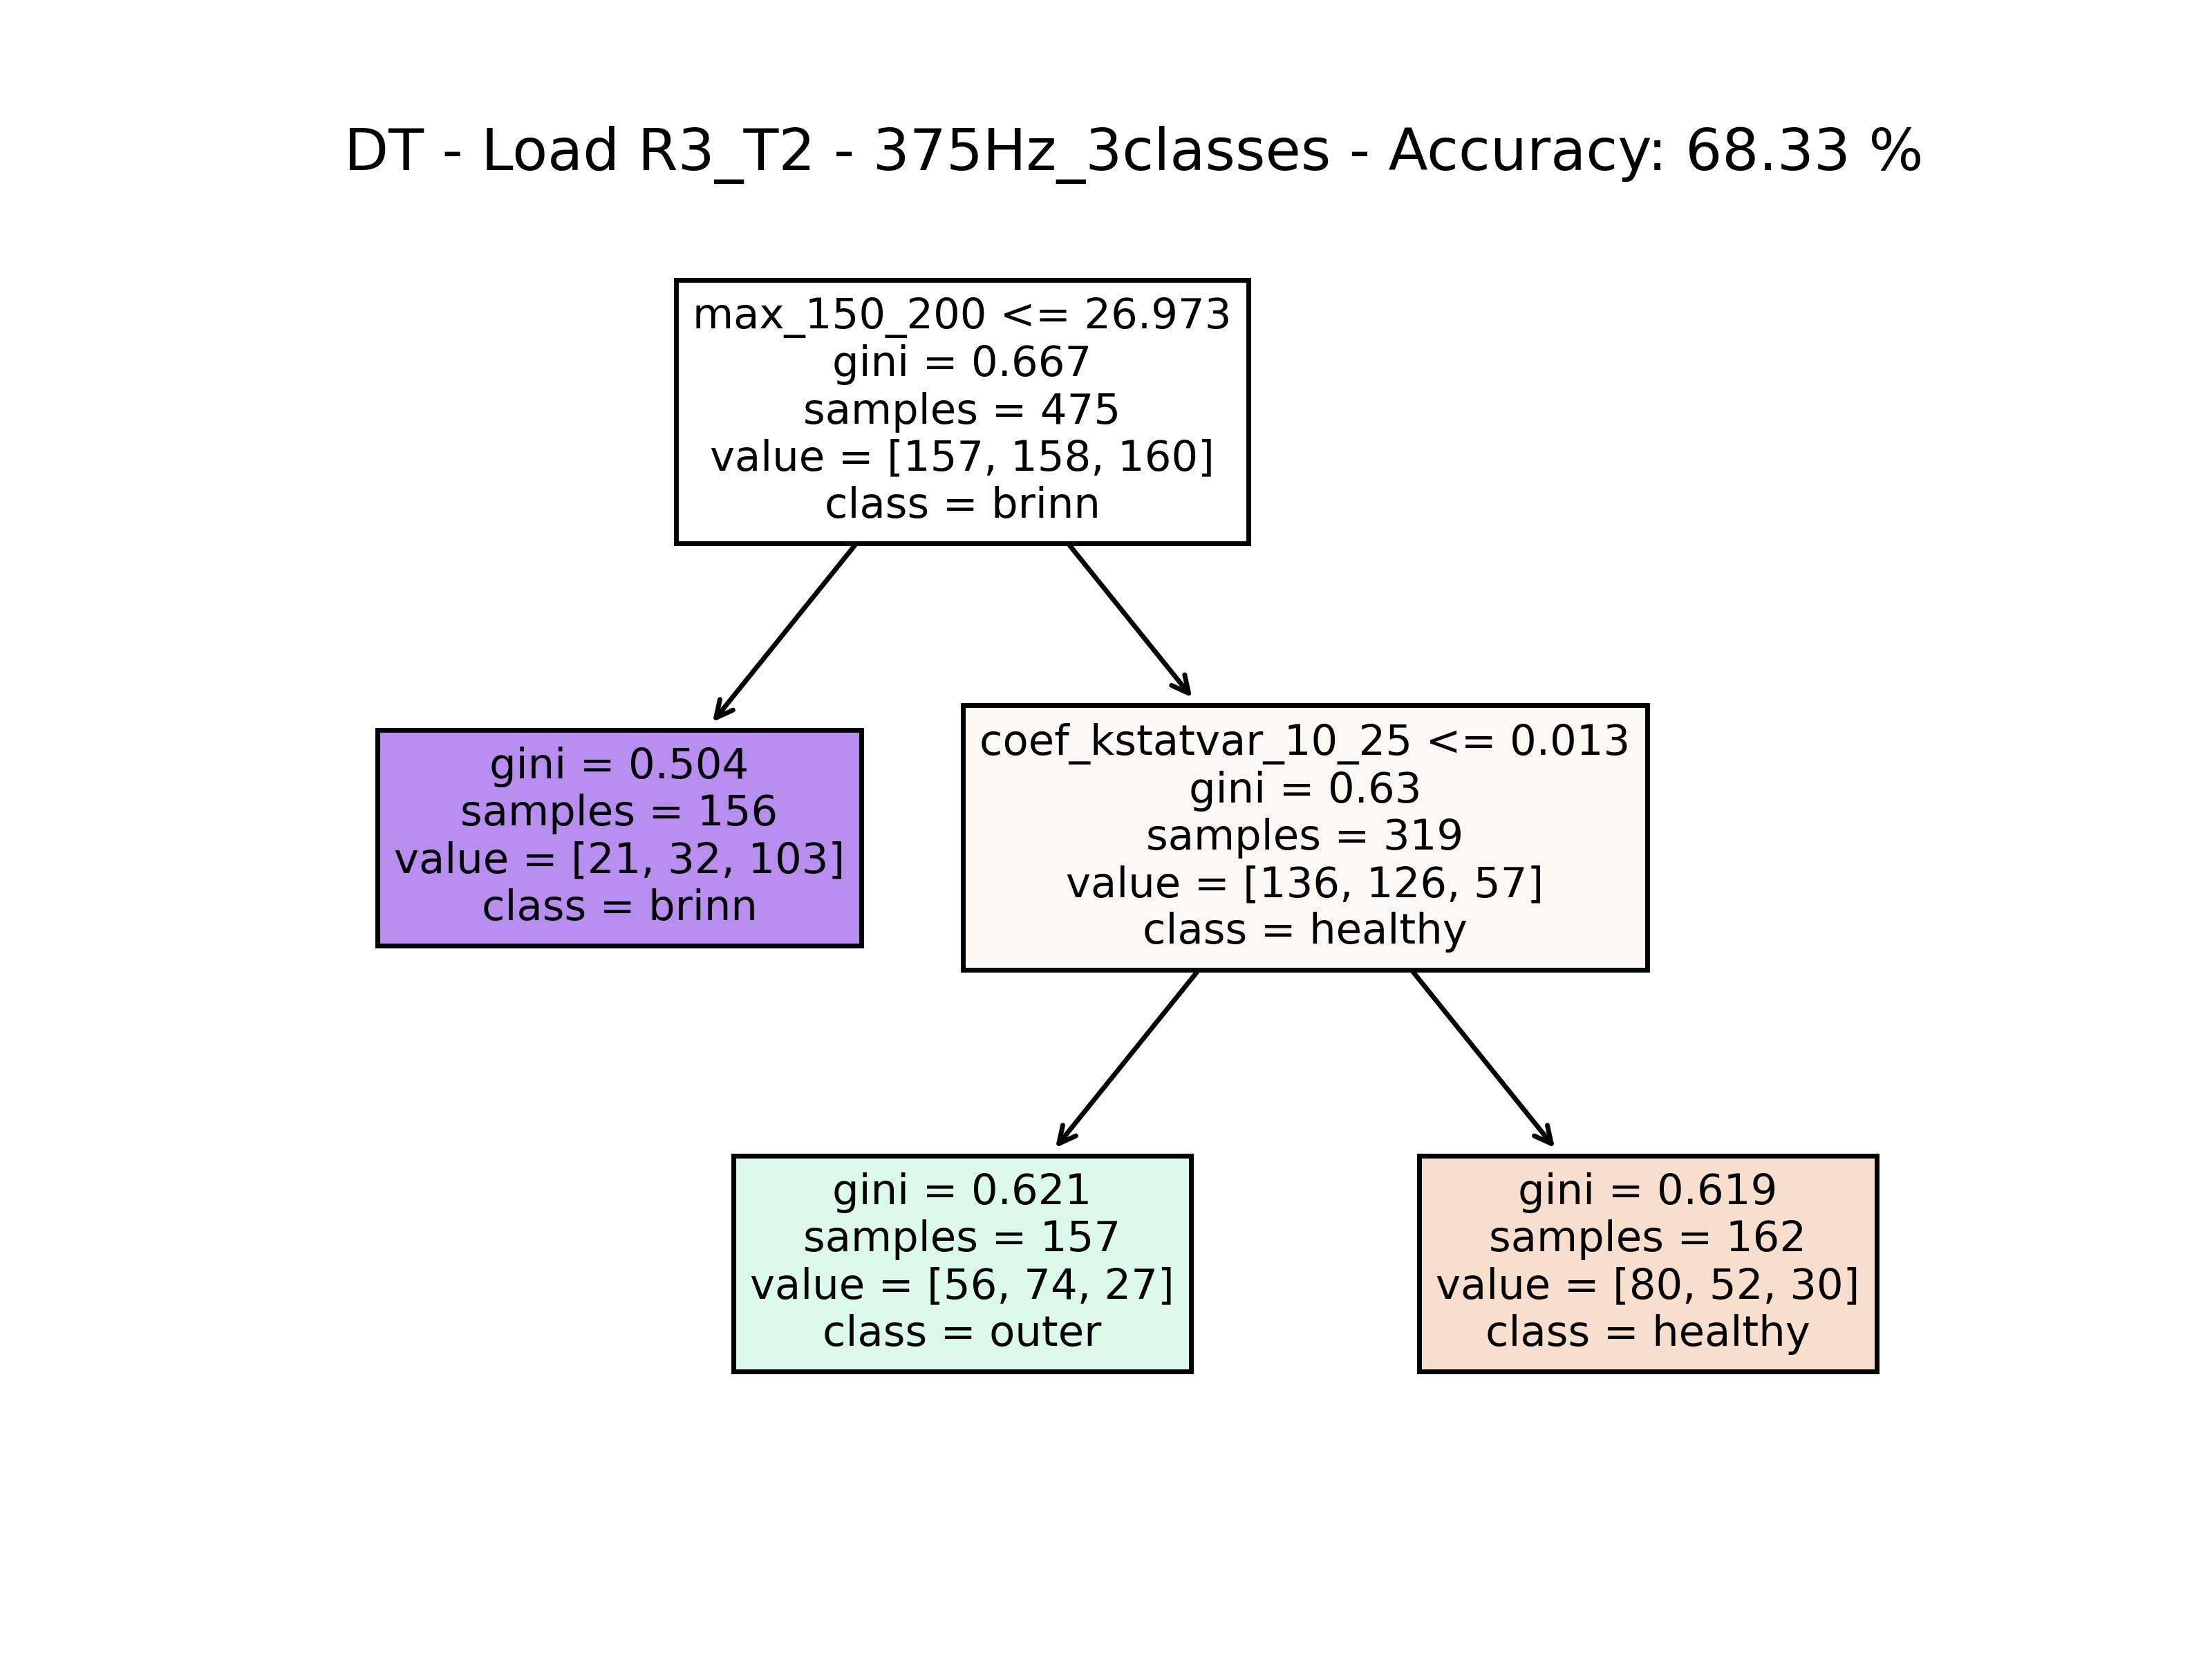 DT - Load R3_T2 - 375Hz_3classes - Accuracy: 68.33 %
max_150_200 <= 26.973
gini = 0.667
samples = 475
value = [157, 158, 160]
class = brinn
gini = 0.504
samples = 156
value = [21, 32, 103]
class = brinn
coef_kstatvar_10_25 <= 0.013
gini = 0.63
samples = 319
value = [136, 126, 57]
class = healthy
gini = 0.621
samples = 157
value = [56, 74, 27]
class = outer
gini = 0.619
samples = 162
value = [80, 52, 30]
class = healthy